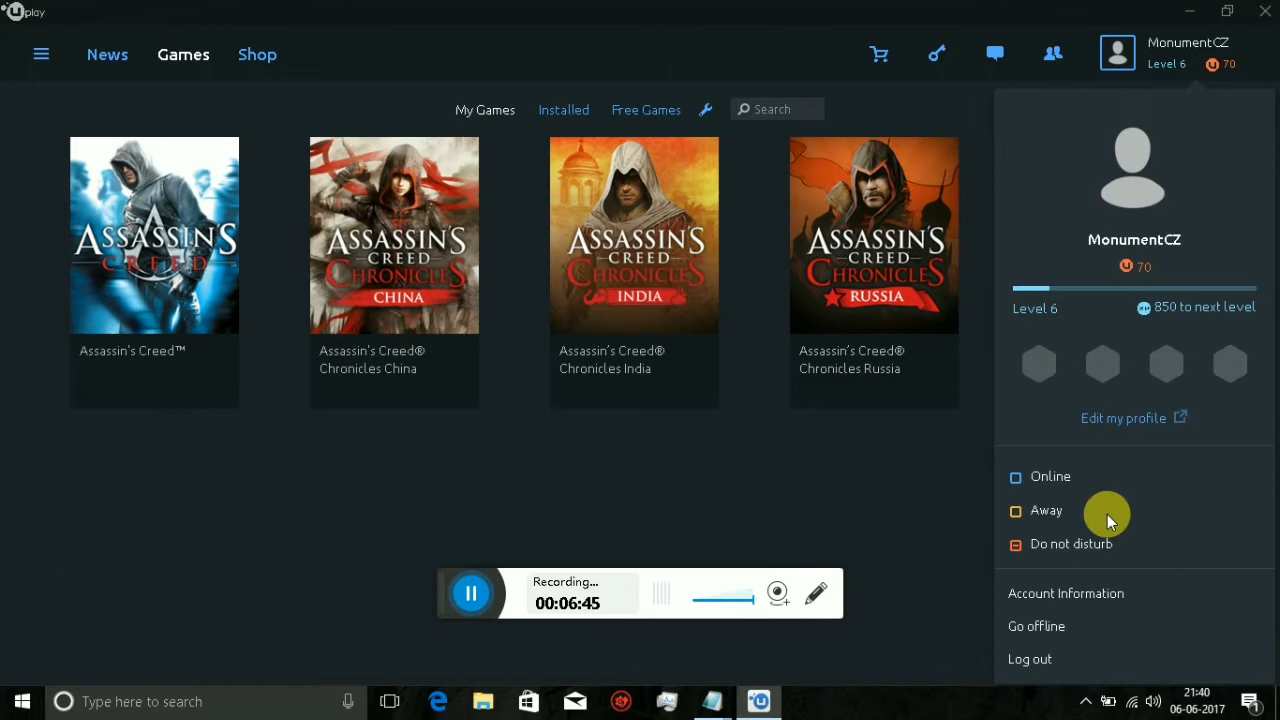 uplay
News Games Shop
MonumentCZ
Level 6 70
My Games Installed Free Games Search
ASSASSIN'S
CREED
Assassin's Creed™
ASSASSIN'S
CREED
CHRONICLES
CHINA
Assassin's Creed®
Chronicles China
ASSASSIN'S
CREED
CHRONICLES
INDIA
Assassin's Creed®
Chronicles India
ASSASSIN'S
CREED
CHRONICLES
RUSSIA
Assassin's Creed®
Chronicles Russia
MonumentCZ
70
Level 6 850 to next level
Edit my profile
Online
Away
Do not disturb
Account Information
Go offline
Log out
Recording...
00:06:45
Type here to search
21:40
06-06-2017
1